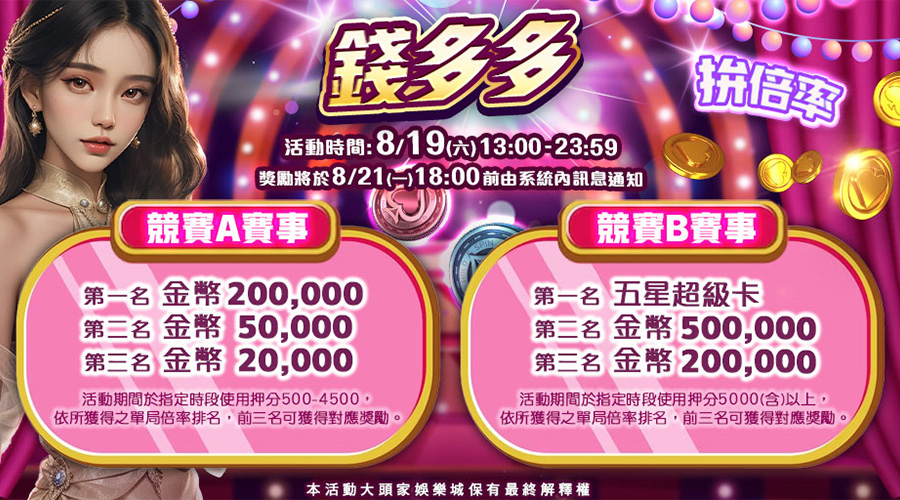 錢多多
拚倍率
活動時間:8/19(六)13:00-23:59
獎勵將於8/21(一)18:00前由系統內訊息通知
競賽A賽事
第一名 金幣 200,000
第二名 金幣 50,000
第三名 金幣 20,000
活動期間於指定時段使用押分500-4500，
依所獲得之單局倍率排名，前三名可獲得對應獎勵。
競賽B賽事
第一名 五星超級卡
第二名 金幣 500,000
第三名 金幣 200,000
活動期間於指定時段使用押分5000(含)以上，
依所獲得之單局倍率排名，前三名可獲得對應獎勵。
SPIN
本活動大頭家娛樂城保有最終解釋權